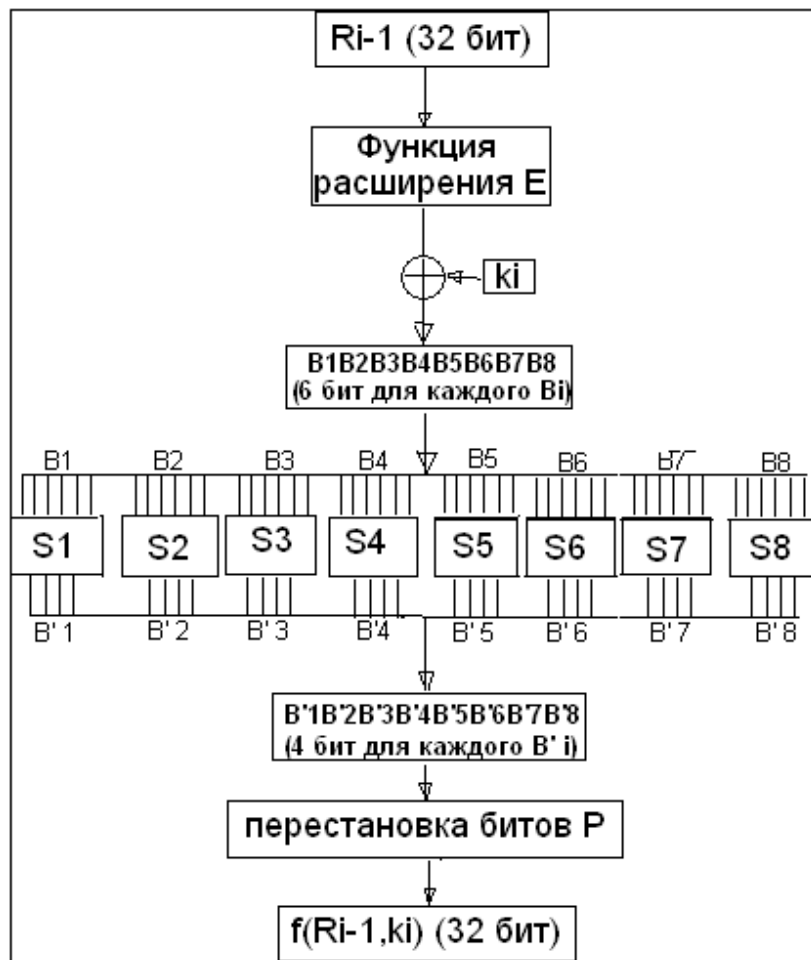 Ri-1 (32 бит)
Функция
расширения E
ki
B1B2B3B4B5B6B7B8
(6 бит для каждого Bi)
B1 B2 B3 B4 B5 B6 B7 B8
S1 S2 S3 S4 S5 S6 S7 S8
B'1 B'2 B'3 B'4 B'5 B'6 B'7 B'8
B'1B'2B'3B'4B'5B'6B'7B'8
(4 бит для каждого B' i)
перестановка битов P
f(Ri-1,ki) (32 бит)